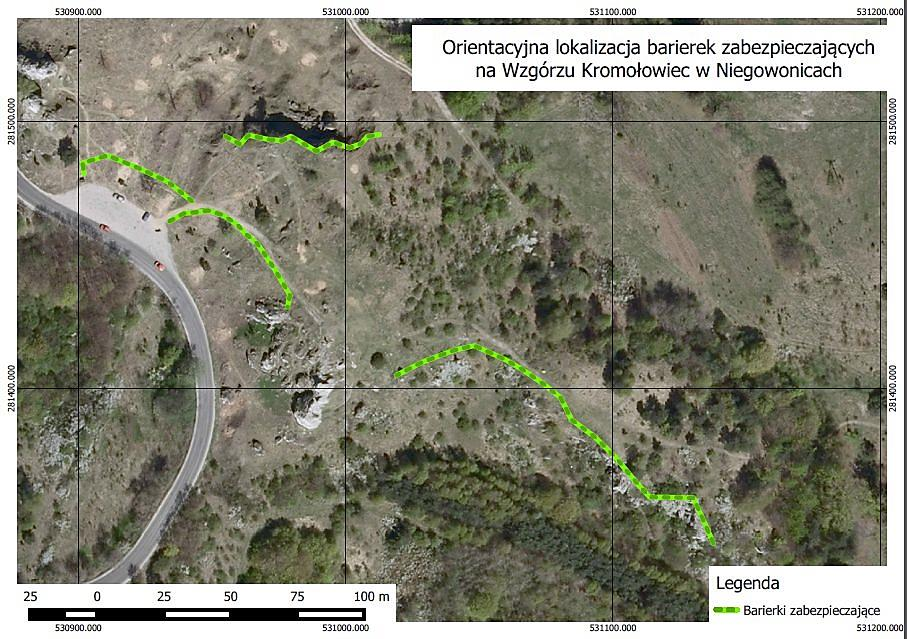 530900.000 531000.000 531100.000 531200.000
Orientacyjna lokalizacja barierek zabezpieczających
na Wzgórzu Kromołowiec w Niegowonicach
281500.000 281500.000
281400.000 281400.000
Legenda
Barierki zabezpieczające
25 0 25 50 75 100 m
530900.000 531000.000 531100.000 531200.000